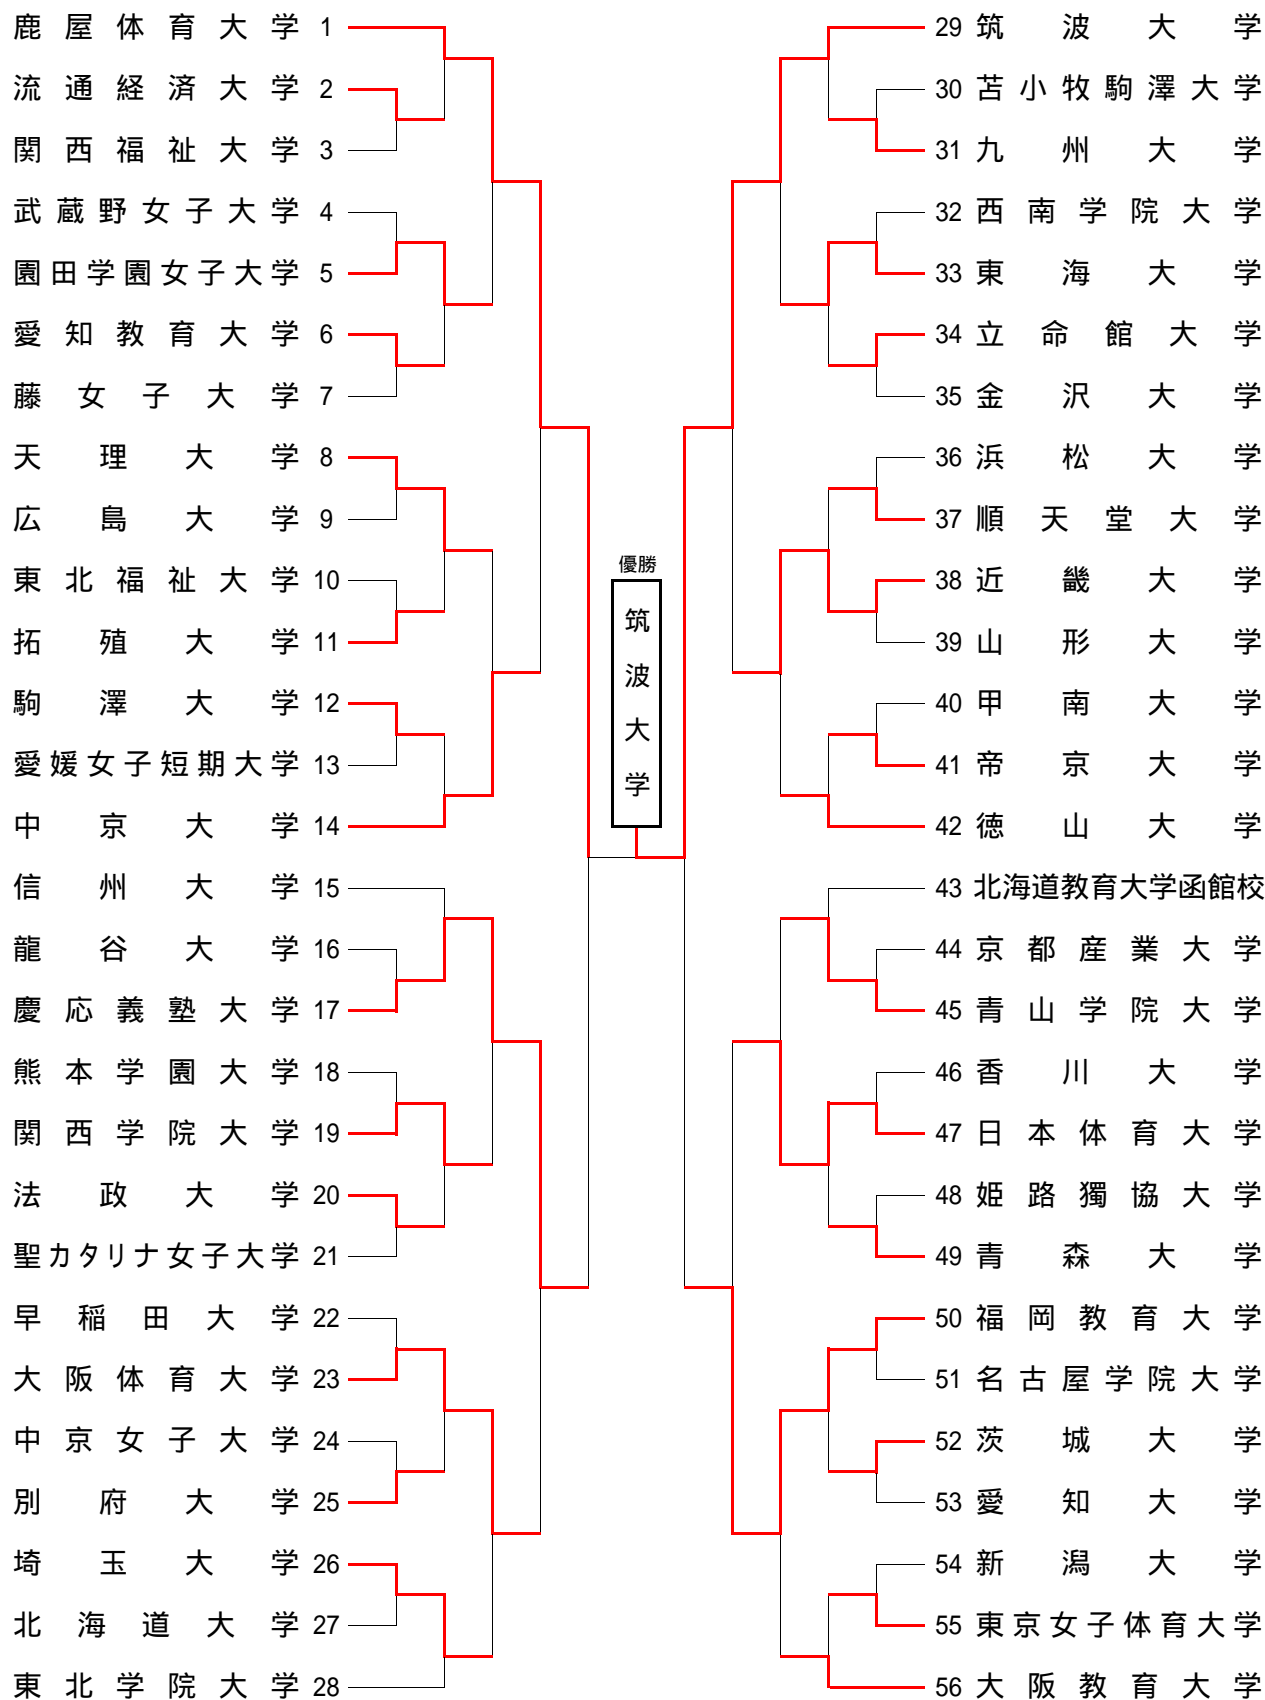 鹿屋体育大学 1
流通経済大学 2
関西福祉大学 3
武蔵野女子大学 4
園田学園女子大学 5
愛知教育大学 6
藤女子大学 7
天理大学 8
広島大学 9
東北福祉大学 10
拓殖大学 11
駒澤大学 12
愛媛女子短期大学 13
中京大学 14
信州大学 15
龍谷大学 16
慶応義塾大学 17
熊本学園大学 18
関西学院大学 19
法政大学 20
聖カタリナ女子大学 21
早稲田大学 22
大阪体育大学 23
中京女子大学 24
別府大学 25
埼玉大学 26
北海道大学 27
東北学院大学 28
優勝
筑波大学
29 筑波大学
30 苫小牧駒澤大学
31 九州大学
32 西南学院大学
33 東海大学
34 立命館大学
35 金沢大学
36 浜松大学
37 順天堂大学
38 近畿大学
39 山形大学
40 甲南大学
41 帝京大学
42 徳山大学
43 北海道教育大学函館校
44 京都産業大学
45 青山学院大学
46 香川大学
47 日本体育大学
48 姫路獨協大学
49 青森大学
50 福岡教育大学
51 名古屋学院大学
52 茨城大学
53 愛知大学
54 新潟大学
55 東京女子体育大学
56 大阪教育大学